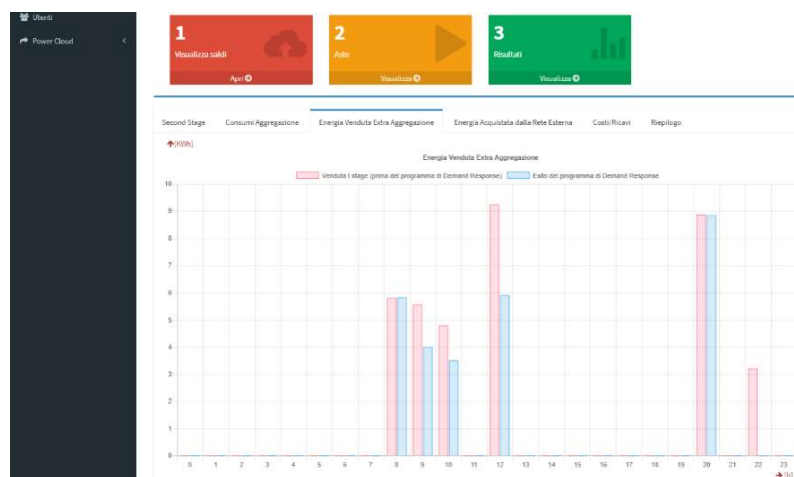 Utenti
Power Cloud
1
Visualizza saldi
Apri
2
Aste
Visualizza
3
Risultati
Visualizza
Second Stage Consumi Aggregazione Energia Venduta Extra Aggregazione Energia Acquistata dalla Rete Esterna Costi/Ricavi Riepilogo
[KWh]
Energia Venduta Extra Aggregazione
Venduta I stage (prima del programma di Demand Response) Esito del programma di Demand Response
10
9
8
7
6
5
4
3
2
1
0
0 1 2 3 4 5 6 7 8 9 10 11 12 13 14 15 16 17 18 19 20 21 22 23
[h]